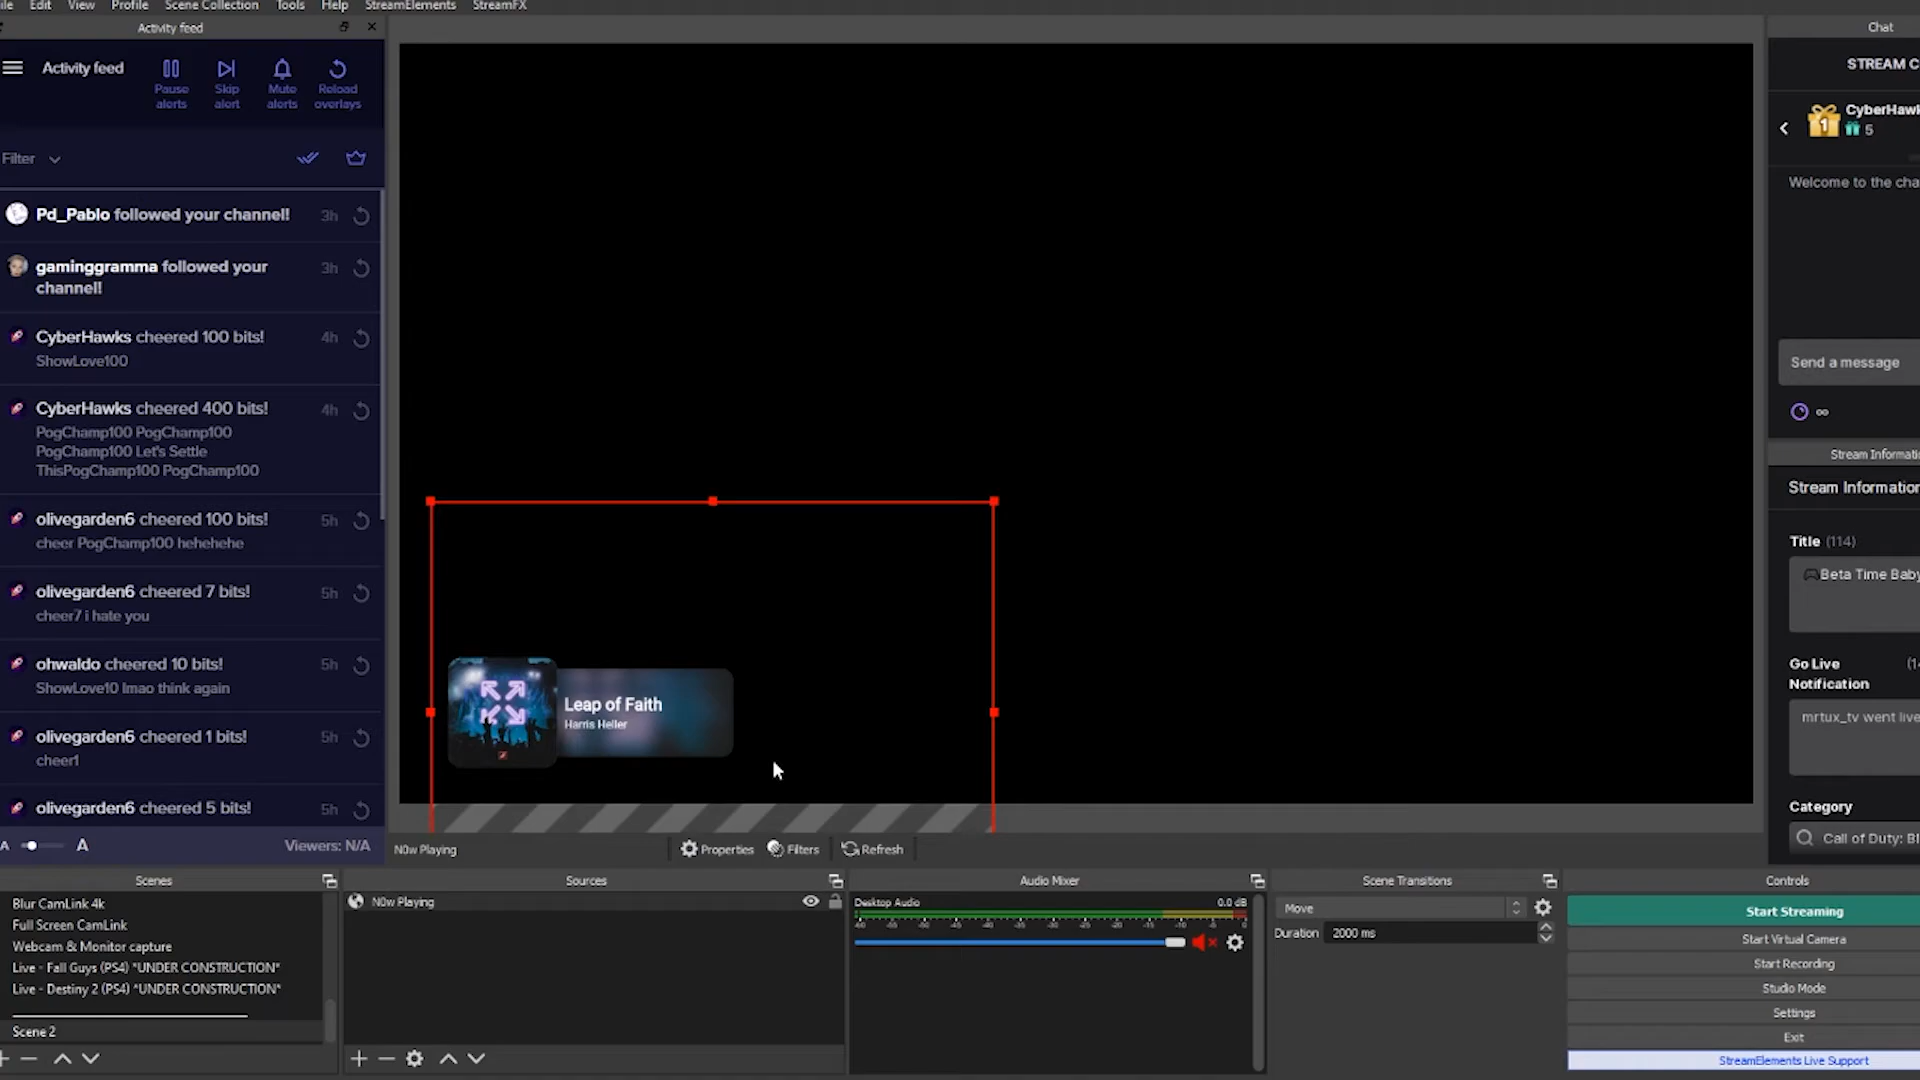 Edit View Profile Scene Collection Tools Help StreamElements StreamFX
Activity feed
Activity feed
Pause alerts
Skip alert
Mute alerts
Reload overlays
Filter
Pd_Pablo followed your channel! 3h
gaminggramma followed your 3h
channel!
CyberHawks cheered 100 bits! 4h
ShowLove100
CyberHawks cheered 400 bits! 4h
PogChamp100 PogChamp100
PogChamp100 Let's Settle
ThisPogChamp100 PogChamp100
olivegarden6 cheered 100 bits! 5h
cheer PogChamp100 hehehehe
olivegarden6 cheered 7 bits! 5h
cheer7 i hate you
ohwaldo cheered 10 bits! 5h
ShowLove10 lmao think again
olivegarden6 cheered 1 bits! 5h
cheer1
olivegarden6 cheered 5 bits! 5h
A A Viewers: N/A
Leap of Faith
Harris Heller
N0w Playing Properties Filters Refresh
Chat
STREAM C
CyberHawk
1 5
Welcome to the cha
Send a message
∞
Stream Informati
Stream Information
Title (114)
Beta Time Baby
Go Live
Notification
mrtux_tv went live
Category
Call of Duty: Bl
Scenes
Blur CamLink 4k
Full Screen CamLink
Webcam & Monitor capture
Live - Fall Guys (PS4) *UNDER CONSTRUCTION*
Live - Destiny 2 (PS4) *UNDER CONSTRUCTION*
Scene 2
Sources
N0w Playing
Audio Mixer
Desktop Audio 0.0 dB
Scene Transitions
Move
Duration 2000 ms
Controls
Start Streaming
Start Virtual Camera
Start Recording
Studio Mode
Settings
Exit
StreamElements Live Support